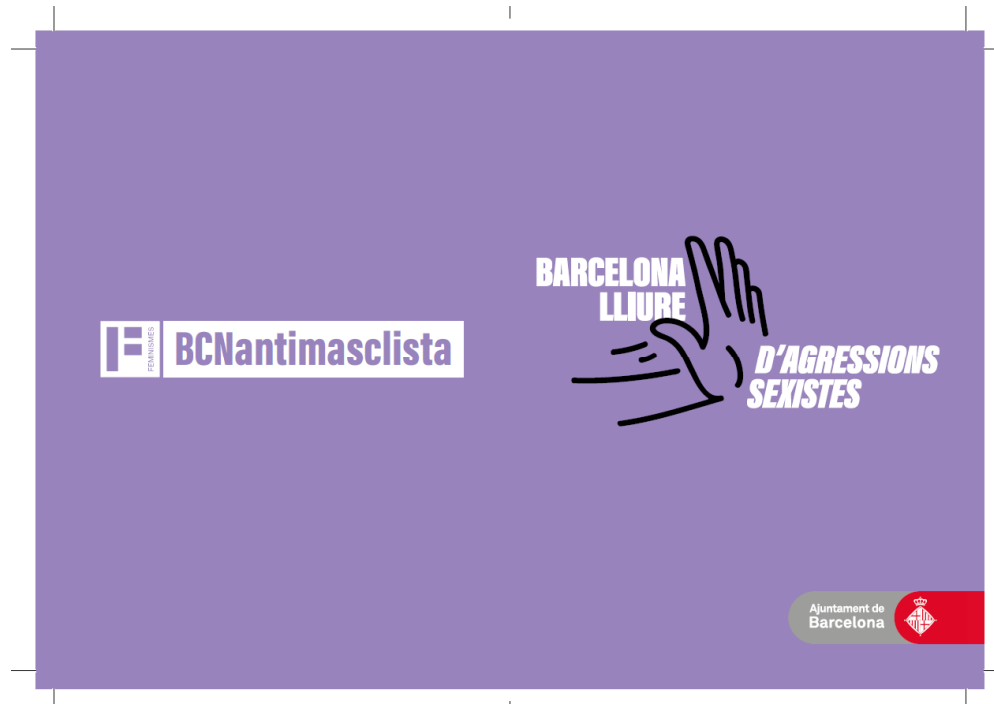 FEMINISMES
BCNantimasclista
BARCELONA
LLIURE
D'AGRESSIONS
SEXISTES
Ajuntament de
Barcelona